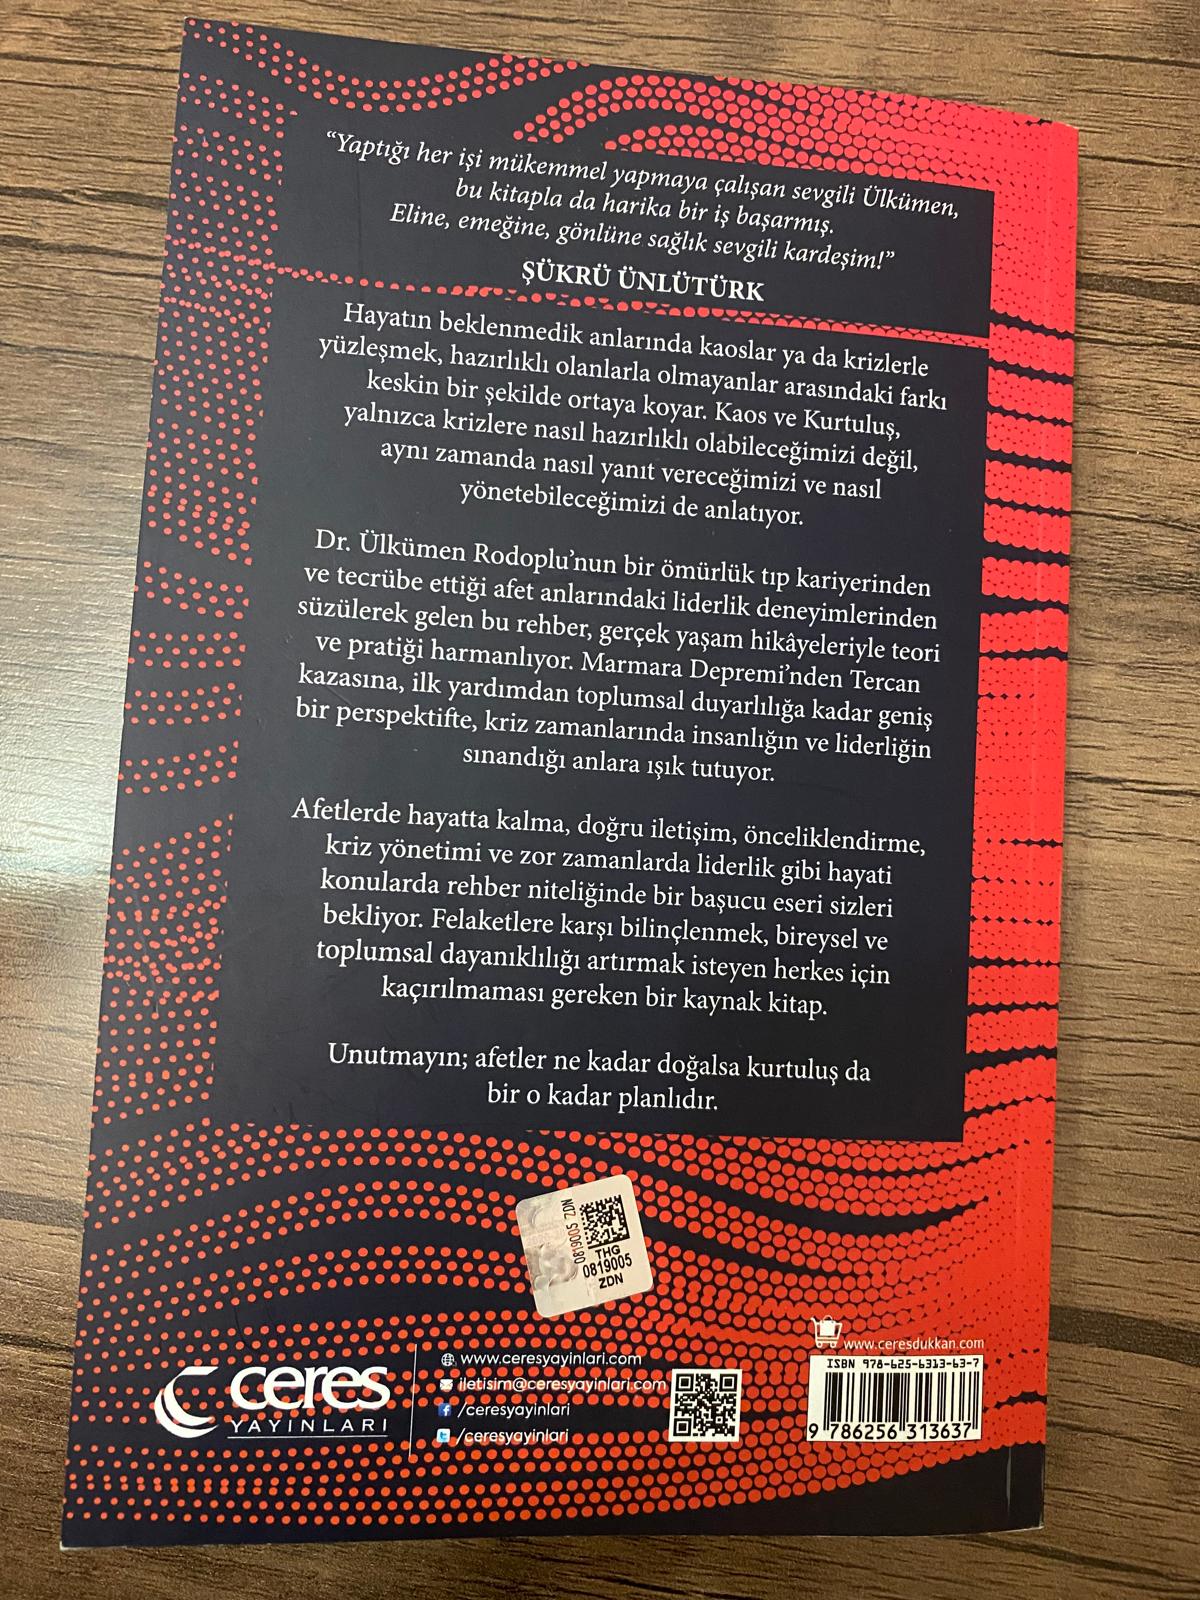 “Yaptığı her işi mükemmel yapmaya çalışan sevgili Ülkümen,
bu kitapla da harika bir iş başarmış.
Eline, emeğine, gönlüne sağlık sevgili kardeşim!”
ŞÜKRÜ ÜNLÜTÜRK
Hayatın beklenmedik anlarında kaoslar ya da krizlerle
yüzleşmek, hazırlıklı olanlarla olmayanlar arasındaki farkı
keskin bir şekilde ortaya koyar. Kaos ve Kurtuluş,
yalnızca krizlere nasıl hazırlıklı olabileceğimizi değil,
aynı zamanda nasıl yanıt vereceğimizi ve nasıl
yönetebileceğimizi de anlatıyor.
Dr. Ülkümen Rodoplu’nun bir ömürlük tıp kariyerinden
ve tecrübe ettiği afet anlarındaki liderlik deneyimlerinden
süzülerek gelen bu rehber, gerçek yaşam hikâyeleriyle teori
ve pratiği harmanlıyor. Marmara Depremi’nden Tercan
kazasına, ilk yardımdan toplumsal duyarlılığa kadar geniş
bir perspektifte, kriz zamanlarında insanlığın ve liderliğin
sınandığı anlara ışık tutuyor.
Afetlerde hayatta kalma, doğru iletişim, önceliklendirme,
kriz yönetimi ve zor zamanlarda liderlik gibi hayati
konularda rehber niteliğinde bir başucu eseri sizleri
bekliyor. Felaketlere karşı bilinçlenmek, bireysel ve
toplumsal dayanıklılığı artırmak isteyen herkes için
kaçırılmaması gereken bir kaynak kitap.
Unutmayın; afetler ne kadar doğalsa kurtuluş da
bir o kadar planlıdır.
0819005 ZDN
THG
0819005
ZDN
ceres
YAYINLARI
www.ceresyayinlari.com
iletisim@ceresyayinlari.com
/ceresyayinlari
/ceresyayinlari
www.ceresdukkan.com
ISBN 978-625-6313-63-7
9 786256 313637